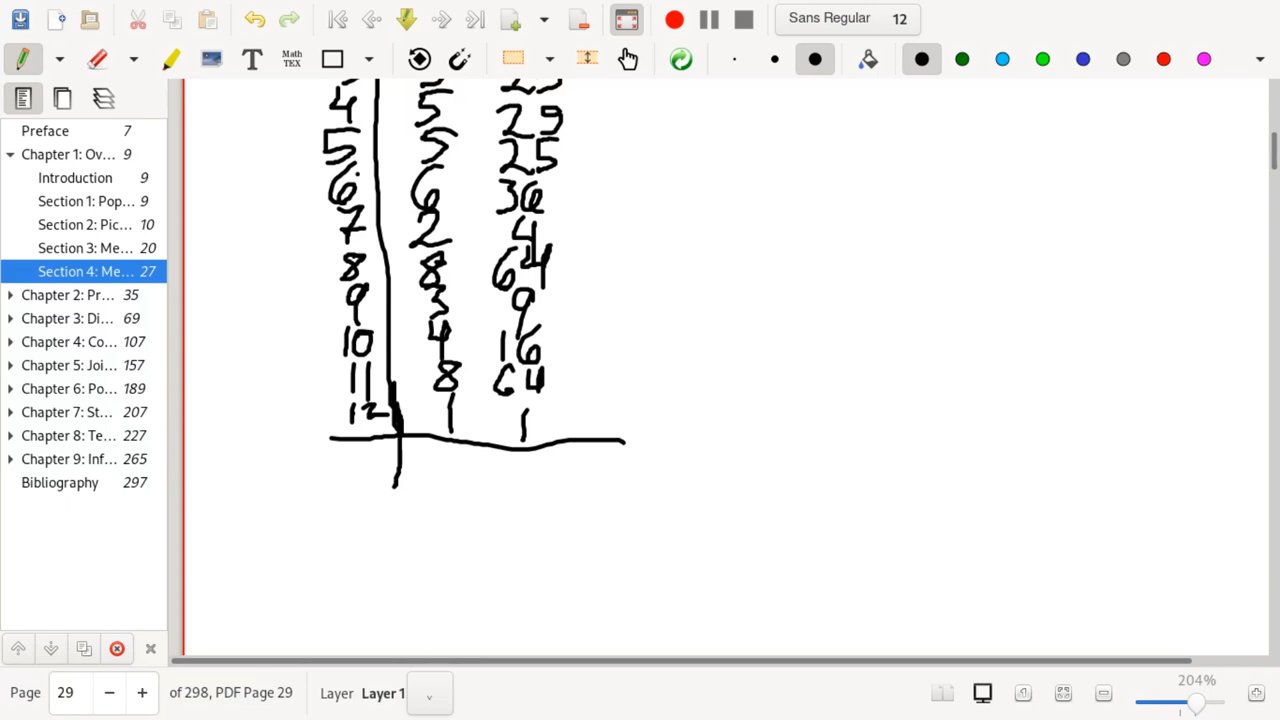 Sans Regular 12
T Math TEX
Preface 7
Chapter 1: Ov... 9
Introduction 9
Section 1: Pop... 9
Section 2: Pic... 10
Section 3: Me... 20
Section 4: Me... 27
Chapter 2: Pr... 35
Chapter 3: Di... 69
Chapter 4: Co... 107
Chapter 5: Joi... 157
Chapter 6: Po... 189
Chapter 7: St... 207
Chapter 8: Te... 227
Chapter 9: Inf... 265
Bibliography 297
4 5 29
5 5 25
6 6 36
7 2 4
8 8 64
9 3 9
10 4 16
11 8 64
12 1 1
Page 29 of 298, PDF Page 29 Layer Layer 1 204%